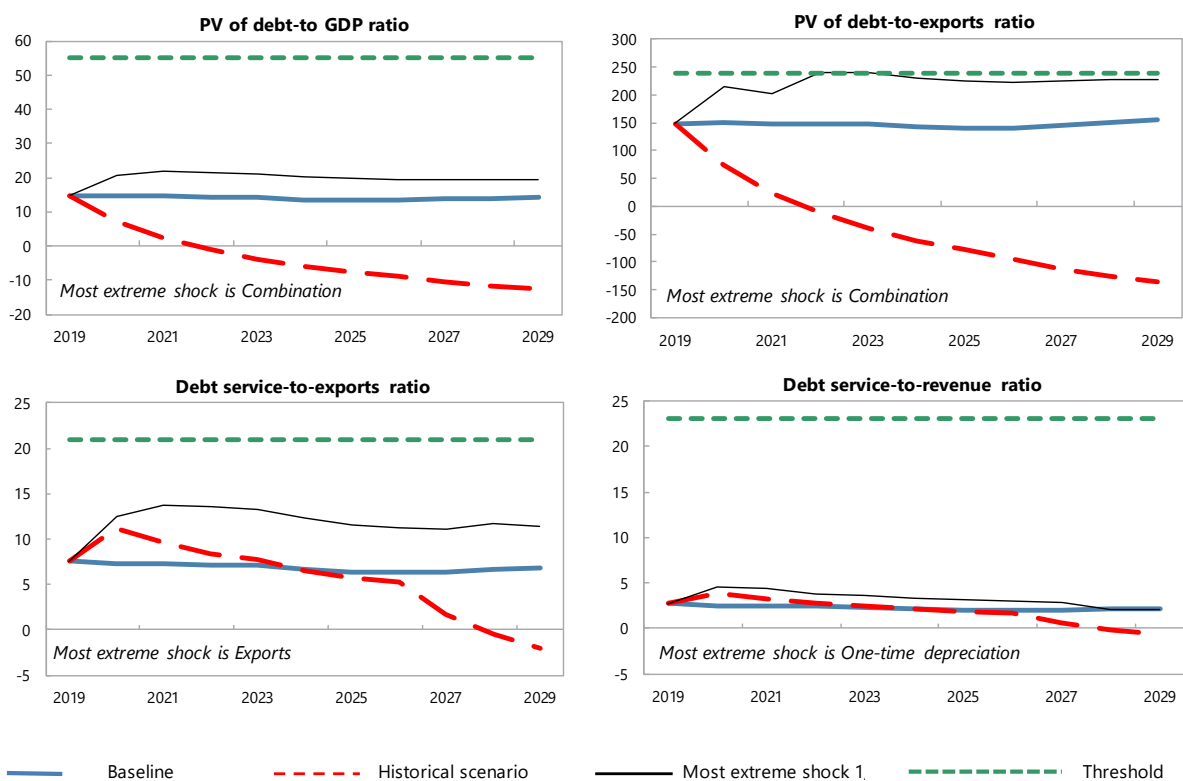 PV of debt-to GDP ratio
60
50
40
30
20
10
0
-10
-20
Most extreme shock is Combination
2019 2021 2023 2025 2027 2029
PV of debt-to-exports ratio
300
250
200
150
100
50
0
-50
-100
-150
-200
Most extreme shock is Combination
2019 2021 2023 2025 2027 2029
Debt service-to-exports ratio
25
20
15
10
5
0
-5
Most extreme shock is Exports
2019 2021 2023 2025 2027 2029
Debt service-to-revenue ratio
25
20
15
10
5
0
-5
Most extreme shock is One-time depreciation
2019 2021 2023 2025 2027 2029
Baseline Historical scenario Most extreme shock 1, Threshold